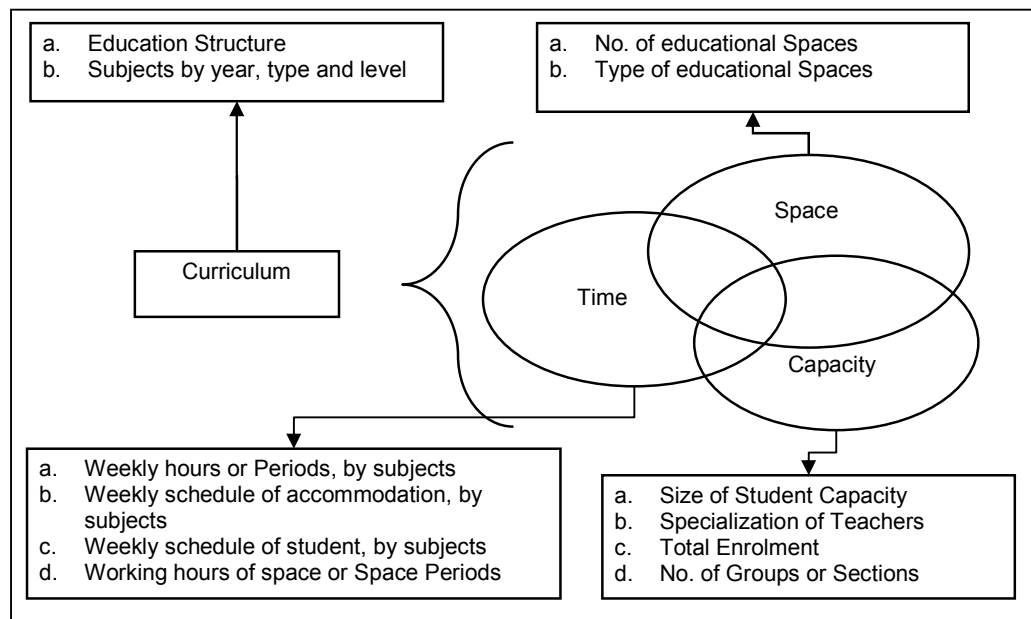 a. Education Structure
b. Subjects by year, type and level
a. No. of educational Spaces
b. Type of educational Spaces
Space
Curriculum
Time
Capacity
a. Weekly hours or Periods, by subjects
b. Weekly schedule of accommodation, by
subjects
c. Weekly schedule of student, by subjects
d. Working hours of space or Space Periods
a. Size of Student Capacity
b. Specialization of Teachers
c. Total Enrolment
d. No. of Groups or Sections